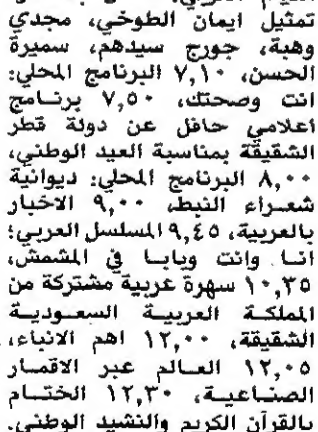 تمثيل ايمان الطوخي، مجدي
وهبة، جورج سيدهم، سميرة
الحسن، ٧,١٠ البرنامج المحلي:
انت وصحتك، ٧,٥٠ برنامج
أعلامي حافل عن دولة قطر
الشقيقة بمناسبة العيد الوطني،
٨,٠٠ البرنامج المحلي: ديوانية
شعراء النبط، ٩,٠٠ الاخبار
بالعربية، ٩,٤٥ المسلسل العربي:
انا وانت وبابا في المشمش،
١٠,٣٥ سهرة عربية مشتركة من
المملكة العربية السعودية
الشقيقة، ١٢,٠٠ اهم الانباء،
١٢,٠٥ العالم عبر الاقمار
الصناعية، ١٢,٣٠ الختام
بالقرآن الكريم والنشيد الوطني.